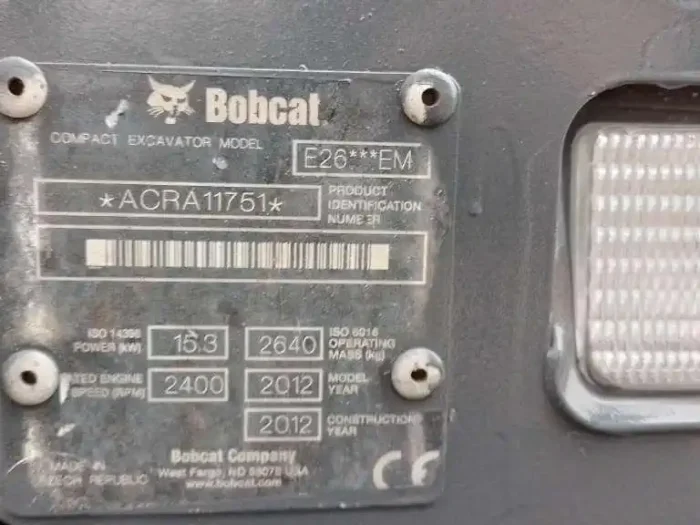 Bobcat
COMPACT EXCAVATOR MODEL E26***EM
*ACRA11751* PRODUCT IDENTIFICATION NUMBER
ISO 14396 POWER (kW) 15.3
2640 ISO 6016 OPERATING MASS (kg)
RATED ENGINE SPEED (RPM) 2400
2012 MODEL YEAR
2012 CONSTRUCTION YEAR
Bobcat Company
West Fargo, ND 58078 USA
www.bobcat.com
MADE IN
CZECH REPUBLIC
CE